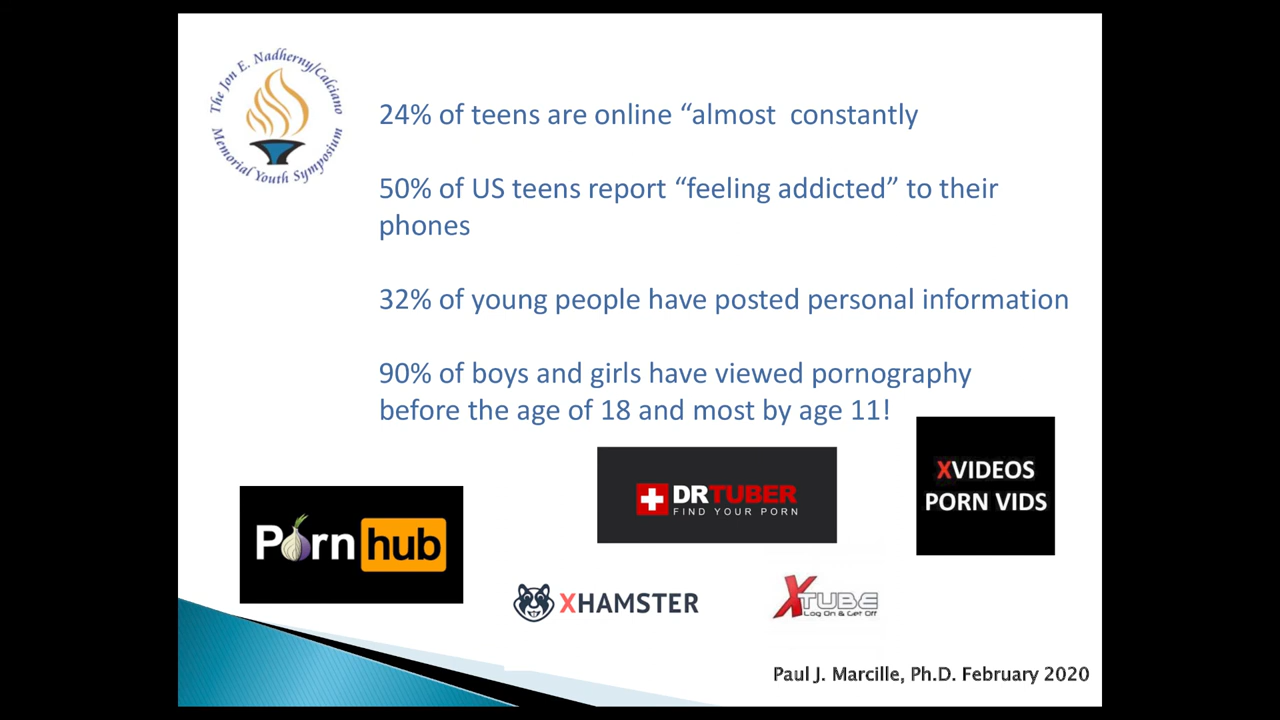 The Jon E. Nadherny/Calciano
Memorial Youth Symposium
24% of teens are online “almost  constantly
50% of US teens report “feeling addicted” to their
phones
32% of young people have posted personal information
90% of boys and girls have viewed pornography
before the age of 18 and most by age 11!
Pornhub
DRTUBER
FIND YOUR PORN
XVIDEOS
PORN VIDS
XHAMSTER
XTUBE
Log On & Get Off
Paul J. Marcille, Ph.D. February 2020